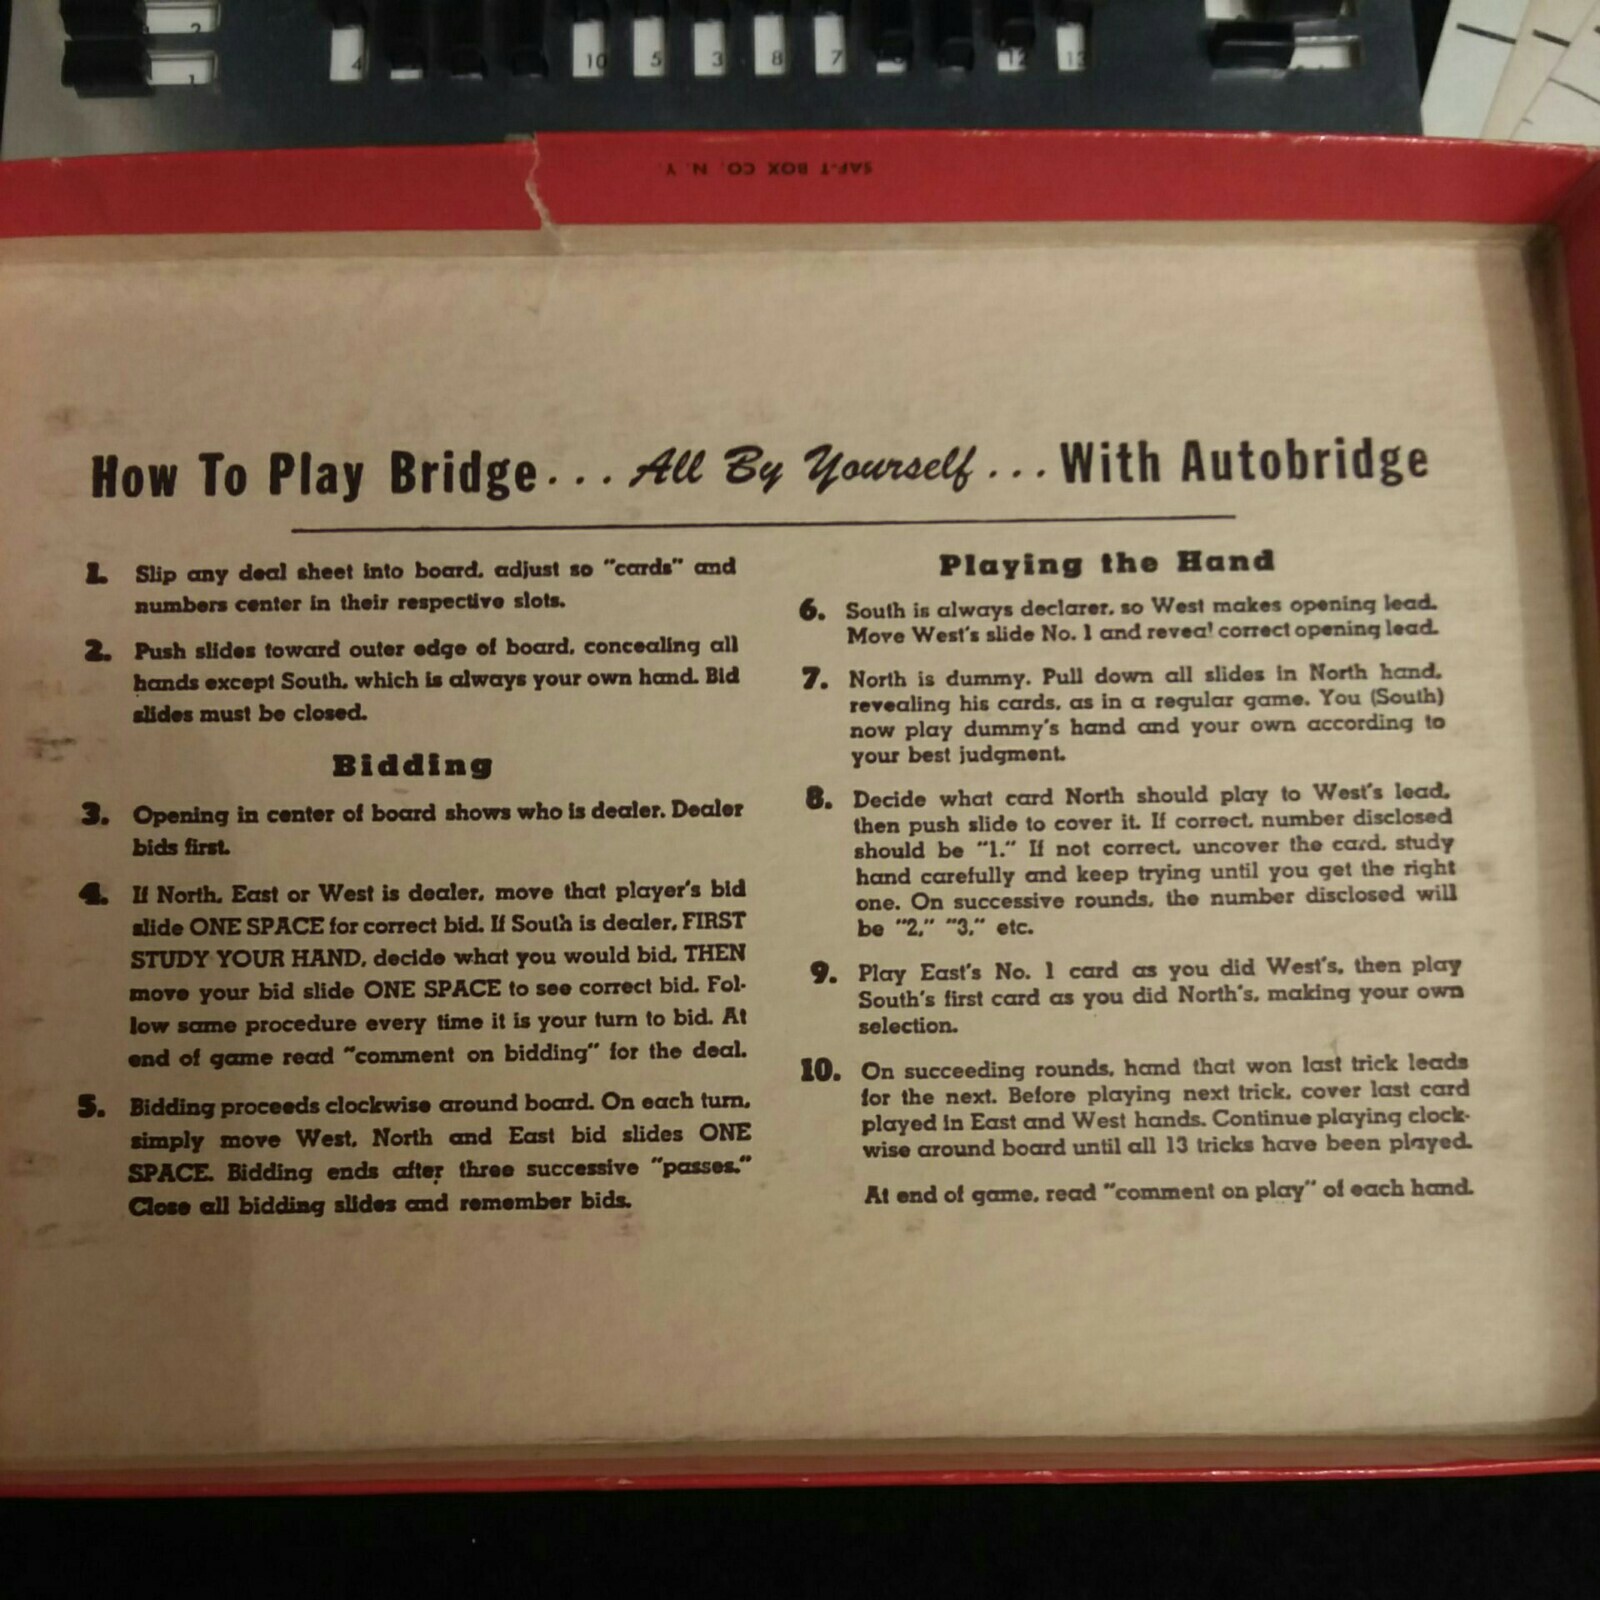 2
1
4
10
5
3
8
7
12
13
SAF-T BOX CO. N. Y.
How To Play Bridge... All By Yourself... With Autobridge
1. Slip any deal sheet into board, adjust so "cards" and
numbers center in their respective slots.
2. Push slides toward outer edge of board, concealing all
hands except South, which is always your own hand. Bid
slides must be closed.
Bidding
3. Opening in center of board shows who is dealer. Dealer
bids first.
4. If North, East or West is dealer, move that player's bid
slide ONE SPACE for correct bid. If South is dealer, FIRST
STUDY YOUR HAND, decide what you would bid, THEN
move your bid slide ONE SPACE to see correct bid. Fol-
low same procedure every time it is your turn to bid. At
end of game read "comment on bidding" for the deal.
5. Bidding proceeds clockwise around board. On each turn,
simply move West, North and East bid slides ONE
SPACE. Bidding ends after three successive "passes."
Close all bidding slides and remember bids.
Playing the Hand
6. South is always declarer, so West makes opening lead.
Move West's slide No. 1 and reveal correct opening lead.
7. North is dummy. Pull down all slides in North hand,
revealing his cards, as in a regular game. You (South)
now play dummy's hand and your own according to
your best judgment.
8. Decide what card North should play to West's lead,
then push slide to cover it. If correct, number disclosed
should be "1." If not correct, uncover the card, study
hand carefully and keep trying until you get the right
one. On successive rounds, the number disclosed will
be "2," "3," etc.
9. Play East's No. 1 card as you did West's, then play
South's first card as you did North's, making your own
selection.
10. On succeeding rounds, hand that won last trick leads
for the next. Before playing next trick, cover last card
played in East and West hands. Continue playing clock-
wise around board until all 13 tricks have been played.
At end of game, read "comment on play" of each hand.